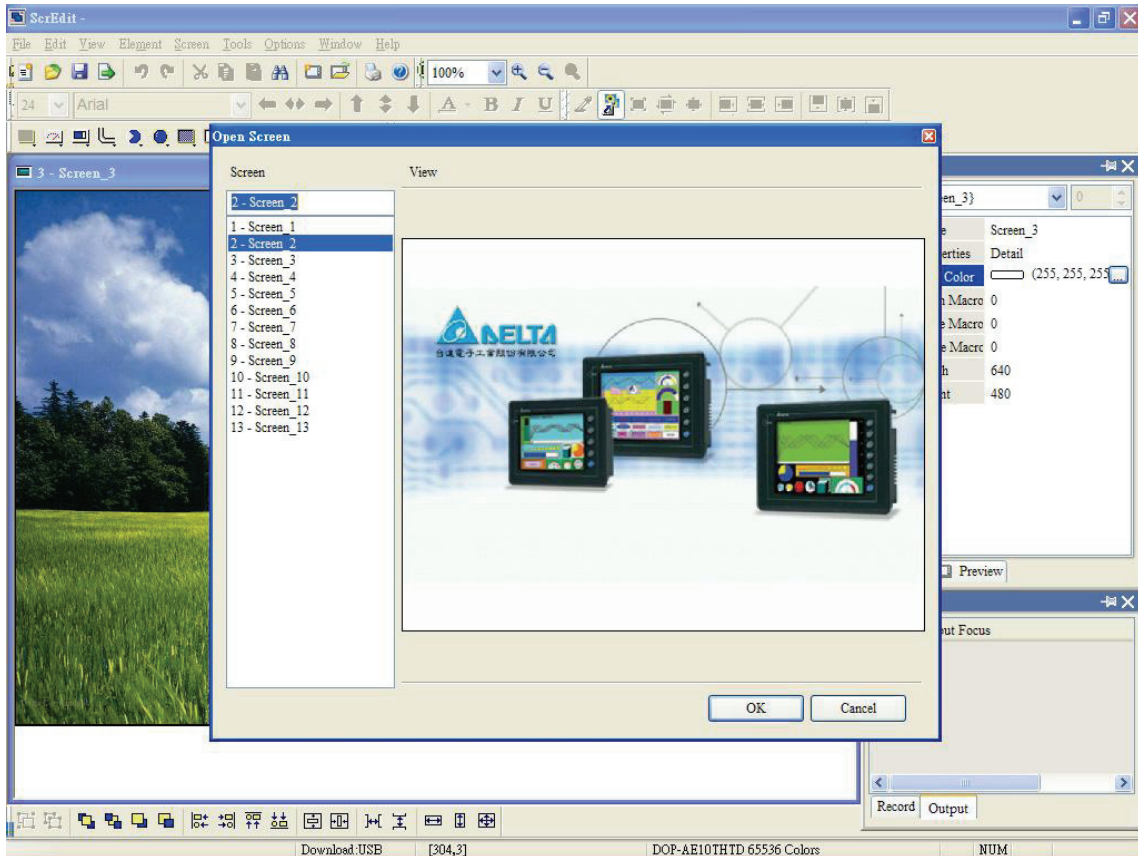 ScrEdit -
File Edit View Element Screen Tools Options Window Help
100%
24 Arial
A B I U
Open Screen
3 - Screen_3
Screen View
2 - Screen_2
1 - Screen_1
2 - Screen_2
3 - Screen_3
4 - Screen_4
5 - Screen_5
6 - Screen_6
7 - Screen_7
8 - Screen_8
9 - Screen_9
10 - Screen_10
11 - Screen_11
12 - Screen_12
13 - Screen_13
DELTA
台達電子工業股份有限公司
OK Cancel
en_3} 0
e Screen_3
erties Detail
Color (255, 255, 255
n Macro 0
e Macro 0
e Macro 0
h 640
ht 480
Preview
out Focus
Record Output
Download:USB [304,3] DOP-AE10THTD 65536 Colors NUM